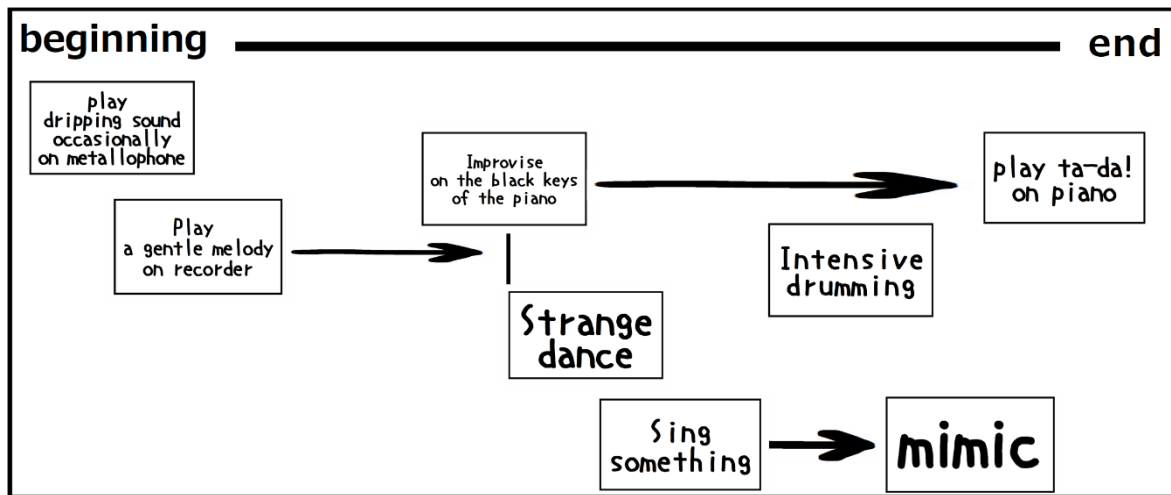 beginning
end
play
dripping sound
occasionally
on metallophone
Play
a gentle melody
on recorder
Improvise
on the black keys
of the piano
Strange
dance
Sing
something
Intensive
drumming
mimic
play ta-da!
on piano